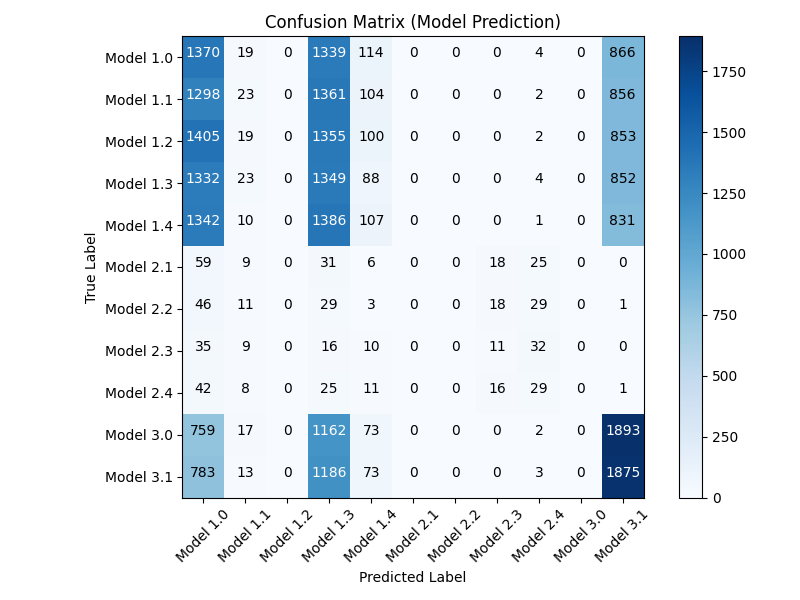 Confusion Matrix (Model Prediction)
Model 1.0 1370 19 0 1339 114 0 0 0 4 0 866
Model 1.1 1298 23 0 1361 104 0 0 0 2 0 856
Model 1.2 1405 19 0 1355 100 0 0 0 2 0 853
Model 1.3 1332 23 0 1349 88 0 0 0 4 0 852
Model 1.4 1342 10 0 1386 107 0 0 0 1 0 831
Model 2.1 59 9 0 31 6 0 0 18 25 0 0
Model 2.2 46 11 0 29 3 0 0 18 29 0 1
Model 2.3 35 9 0 16 10 0 0 11 32 0 0
Model 2.4 42 8 0 25 11 0 0 16 29 0 1
Model 3.0 759 17 0 1162 73 0 0 0 2 0 1893
Model 3.1 783 13 0 1186 73 0 0 0 3 0 1875
True Label
Model 1.0 Model 1.1 Model 1.2 Model 1.3 Model 1.4 Model 2.1 Model 2.2 Model 2.3 Model 2.4 Model 3.0 Model 3.1
Predicted Label
1750
1500
1250
1000
750
500
250
0